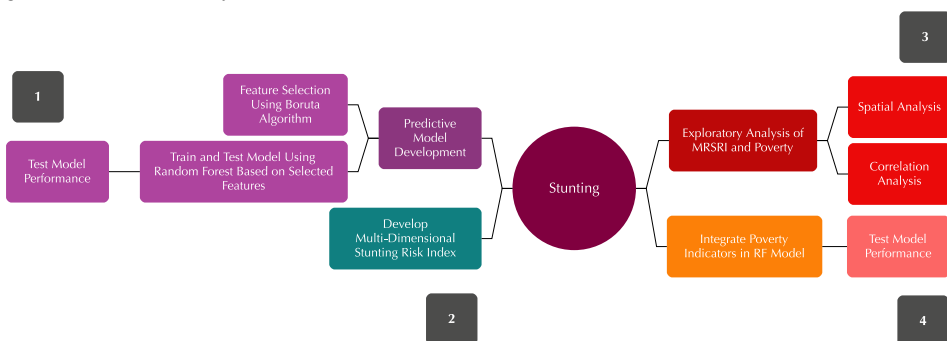 3
1
Feature Selection
Using Boruta
Algorithm
Predictive
Model
Development
Test Model
Performance
Train and Test Model Using
Random Forest Based on Selected
Features
Develop
Multi-Dimensional
Stunting Risk Index
2
Stunting
Exploratory Analysis of
MRSRI and Poverty
Spatial Analysis
Correlation
Analysis
Integrate Poverty
Indicators in RF Model
Test Model
Performance
4